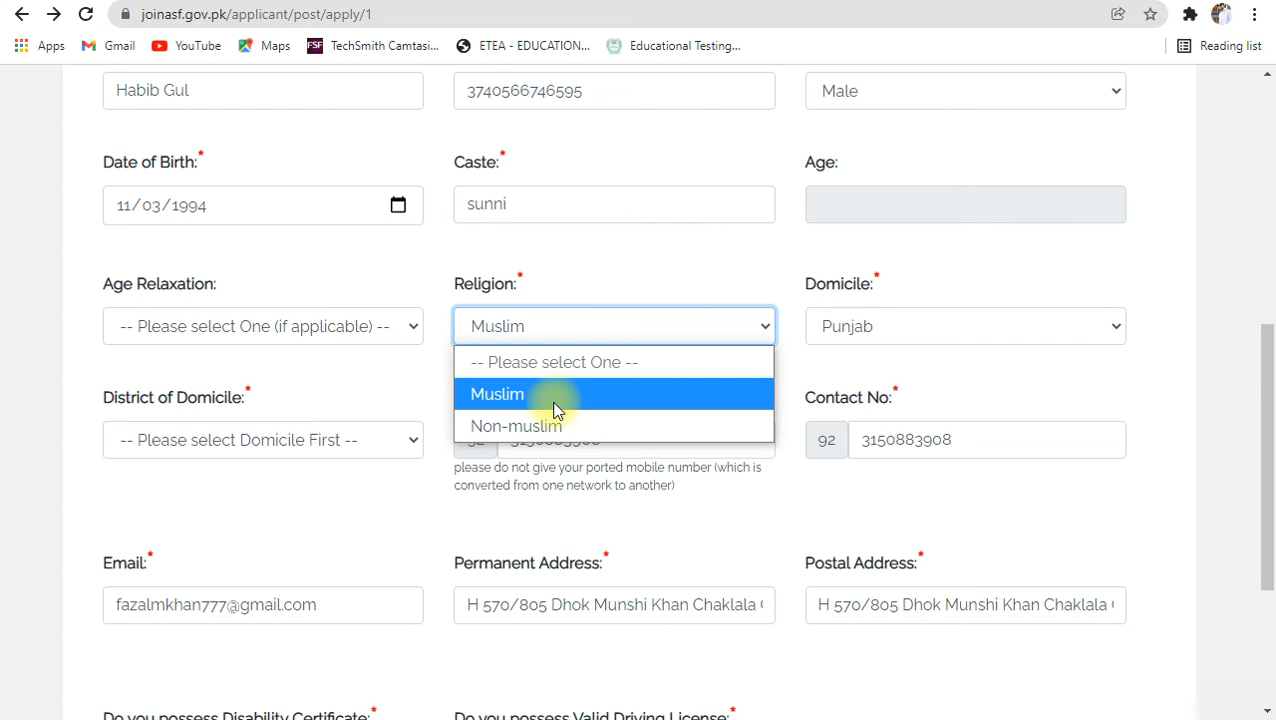 joinasf.gov.pk/applicant/post/apply/1
Apps
Gmail
YouTube
Maps
FSF
TechSmith Camtasi...
ETEA - EDUCATION...
Educational Testing...
Reading list
Habib Gul
3740566746595
Male
Date of Birth:*
Caste:*
Age:
11/03/1994
sunni
Age Relaxation:
Religion:*
Domicile:*
-- Please select One (if applicable) --
Muslim
Punjab
-- Please select One --
Muslim
Non-muslim
District of Domicile:*
Contact No:*
-- Please select Domicile First --
92
3150883908
please do not give your ported mobile number (which is
converted from one network to another)
Email:*
Permanent Address:*
Postal Address:*
fazalmkhan777@gmail.com
H 570/805 Dhok Munshi Khan Chaklala
H 570/805 Dhok Munshi Khan Chaklala
Do you possess Disability Certificate:*
Do you possess Valid Driving License:*